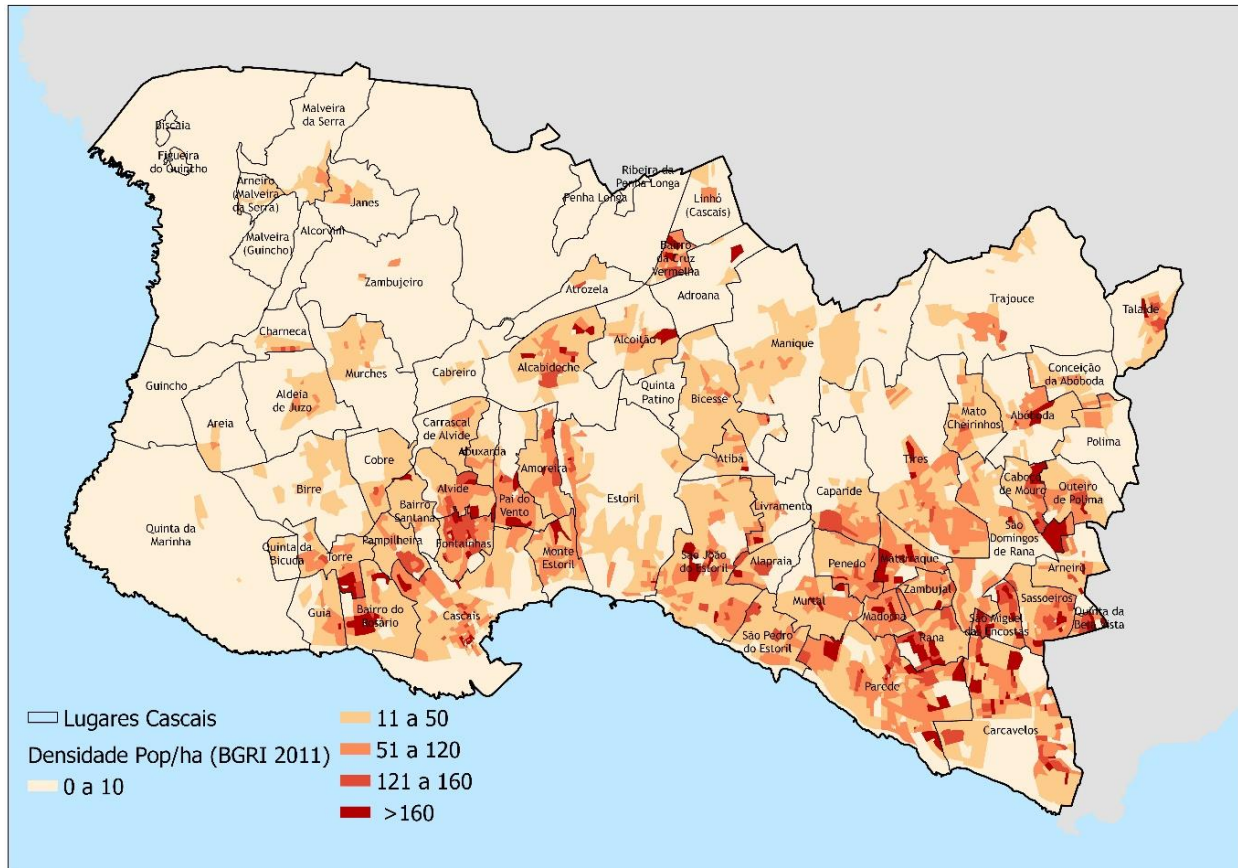 Malveira
da Serra
Biscaia
Figueira
do Guincho
Ribeira da
Penha Longa
Arneiro
(Malveira
da Serra)
Janes
Penha Longa
Linhó
(Cascais)
Malveira
(Guincho)
Alcorvim
Bairro
da Cruz
Vermelha
Zambujeiro
Atrozela
Adroana
Trajouce
Talaíde
Charneca
Alcoitão
Manique
Murches
Cabreiro
Alcabideche
Conceição
da Abóboda
Guincho
Aldeia
de Juzo
Quinta
Patino
Bicesse
Areia
Mato
Cheirinhos
Abóboda
Carrascal
de Alvide
Abuxarda
Polima
Cobre
Amoreira
Atibá
Tires
Birre
Alvide
Cabeço
de Mouro
Outeiro
de Polima
Bairro
Santana
Pai do
Vento
Estoril
Livramento
Caparide
Quinta da
Marinha
São
Domingos
de Rana
Pampilheira
Fontaínhas
Quinta da
Bicuda
Torre
Monte
Estoril
São João
do Estoril
Alapraia
Penedo
Matarraque
Arneiro
Zambujal
Sassoeiros
Guia
Bairro do
Rosário
Cascais
Murtal
Madorna
São Miguel
das Encostas
Quinta da
Bela Vista
São Pedro
do Estoril
Rana
Parede
Carcavelos
Lugares Cascais
Densidade Pop/ha (BGRI 2011)
0 a 10
11 a 50
51 a 120
121 a 160
>160